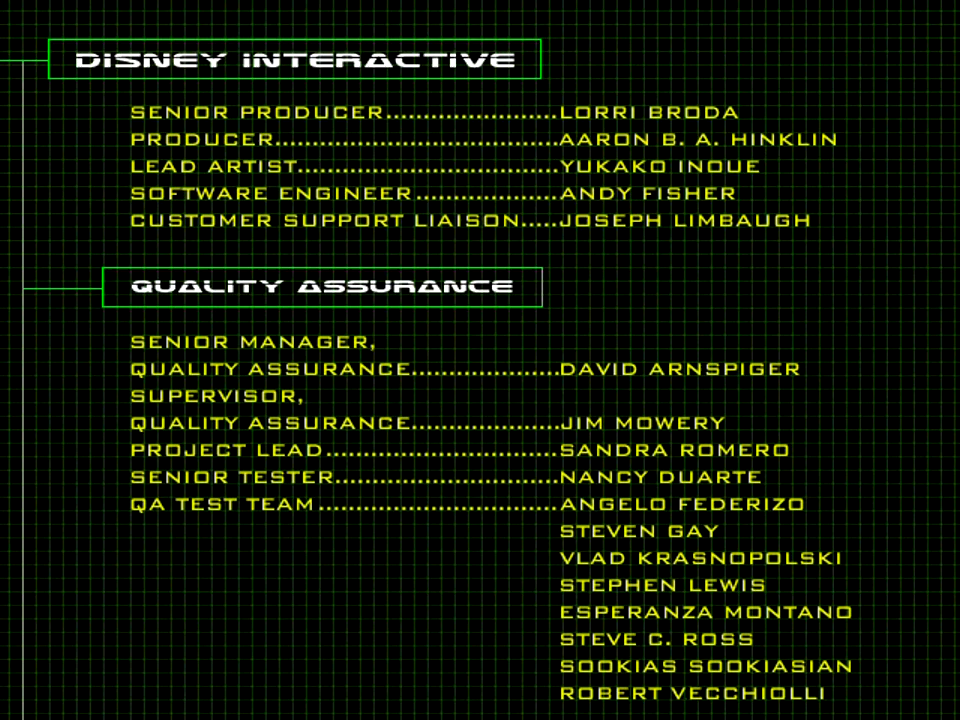 DISNEY INTERACTIVE
SENIOR PRODUCER.......................LORRI BRODA
PRODUCER......................................AARON B. A. HINKLIN
LEAD ARTIST...................................YUKAKO INOUE
SOFTWARE ENGINEER...................ANDY FISHER
CUSTOMER SUPPORT LIAISON.....JOSEPH LIMBAUGH
QUALITY ASSURANCE
SENIOR MANAGER,
QUALITY ASSURANCE....................DAVID ARNSPIGER
SUPERVISOR,
QUALITY ASSURANCE....................JIM MOWERY
PROJECT LEAD...............................SANDRA ROMERO
SENIOR TESTER..............................NANCY DUARTE
QA TEST TEAM................................ANGELO FEDERIZO
STEVEN GAY
VLAD KRASNOPOLSKI
STEPHEN LEWIS
ESPERANZA MONTANO
STEVE C. ROSS
SOOKIAS SOOKIASIAN
ROBERT VECCHIOLLI